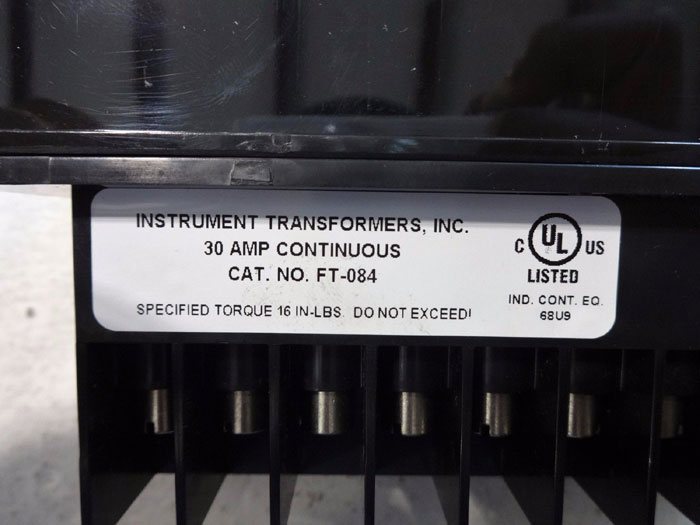 INSTRUMENT TRANSFORMERS, INC.
30 AMP CONTINUOUS
CAT. NO. FT-084
SPECIFIED TORQUE 16 IN-LBS. DO NOT EXCEED!
C UL US
LISTED
IND. CONT. EQ.
68U9